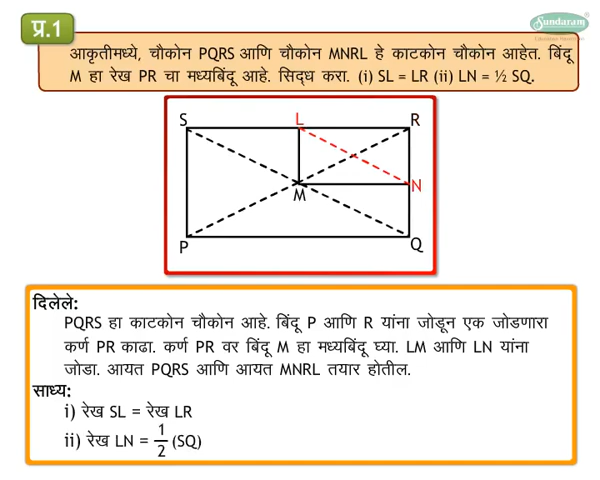 प्र.1
Sundaram
आकृतीमध्ये, चौकोन PQRS आणि चौकोन MNRL हे काटकोन चौकोन आहेत. बिंदू
M हा रेख PR चा मध्यबिंदू आहे. सिद्ध करा. (i) SL = LR (ii) LN = ½ SQ.
S L R
M N
P Q
दिलेले:
PQRS हा काटकोन चौकोन आहे. बिंदू P आणि R यांना जोडून एक जोडणारा
कर्ण PR काढा. कर्ण PR वर बिंदू M हा मध्यबिंदू घ्या. LM आणि LN यांना
जोडा. आयत PQRS आणि आयत MNRL तयार होतील.
साध्य:
i) रेख SL = रेख LR
ii) रेख LN = 1/2 (SQ)